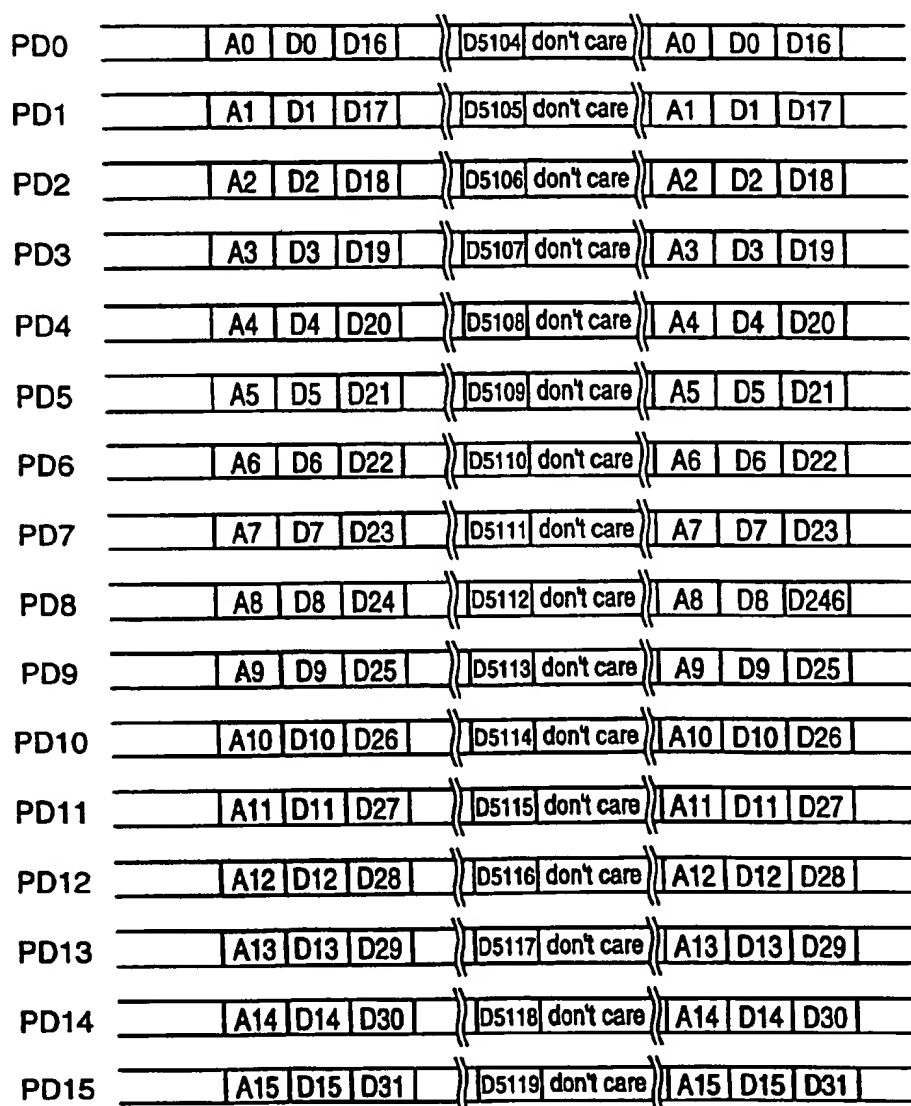 PD0 A0 D0 D16 D5104 don't care A0 D0 D16
PD1 A1 D1 D17 D5105 don't care A1 D1 D17
PD2 A2 D2 D18 D5106 don't care A2 D2 D18
PD3 A3 D3 D19 D5107 don't care A3 D3 D19
PD4 A4 D4 D20 D5108 don't care A4 D4 D20
PD5 A5 D5 D21 D5109 don't care A5 D5 D21
PD6 A6 D6 D22 D5110 don't care A6 D6 D22
PD7 A7 D7 D23 D5111 don't care A7 D7 D23
PD8 A8 D8 D24 D5112 don't care A8 D8 D246
PD9 A9 D9 D25 D5113 don't care A9 D9 D25
PD10 A10 D10 D26 D5114 don't care A10 D10 D26
PD11 A11 D11 D27 D5115 don't care A11 D11 D27
PD12 A12 D12 D28 D5116 don't care A12 D12 D28
PD13 A13 D13 D29 D5117 don't care A13 D13 D29
PD14 A14 D14 D30 D5118 don't care A14 D14 D30
PD15 A15 D15 D31 D5119 don't care A15 D15 D31